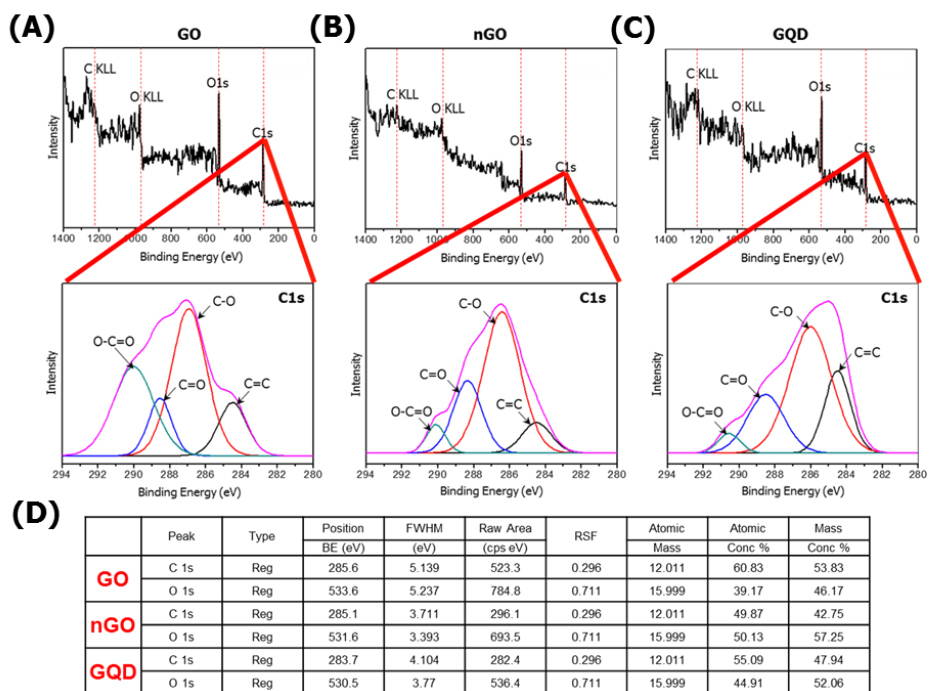 (A) GO (B) nGO (C) GQD
C KLL
O KLL
O1s
C1s
Intensity
1400 1200 1000 800 600 400 200 0
Binding Energy (eV)
C KLL
O KLL
O1s
C1s
Intensity
1400 1200 1000 800 600 400 200 0
Binding Energy (eV)
C KLL
O KLL
O1s
C1s
Intensity
1400 1200 1000 800 600 400 200 0
Binding Energy (eV)
C1s
C-O
O-C=O
C=O
C=C
Intensity
294 292 290 288 286 284 282 280
Binding Energy (eV)
C1s
C-O
C=O
O-C=O
C=C
Intensity
294 292 290 288 286 284 282 280
Binding Energy (eV)
C1s
C-O
C=C
C=O
O-C=O
Intensity
294 292 290 288 286 284 282 280
Binding Energy (eV)
(D)
Peak Type Position FWHM Raw Area RSF Atomic Atomic Mass
BE (eV) (eV) (cps eV) Mass Conc % Conc %
GO C 1s Reg 285.6 5.139 523.3 0.296 12.011 60.83 53.83
O 1s Reg 533.6 5.237 784.8 0.711 15.999 39.17 46.17
nGO C 1s Reg 285.1 3.711 296.1 0.296 12.011 49.87 42.75
O 1s Reg 531.6 3.393 693.5 0.711 15.999 50.13 57.25
GQD C 1s Reg 283.7 4.104 282.4 0.296 12.011 55.09 47.94
O 1s Reg 530.5 3.77 536.4 0.711 15.999 44.91 52.06